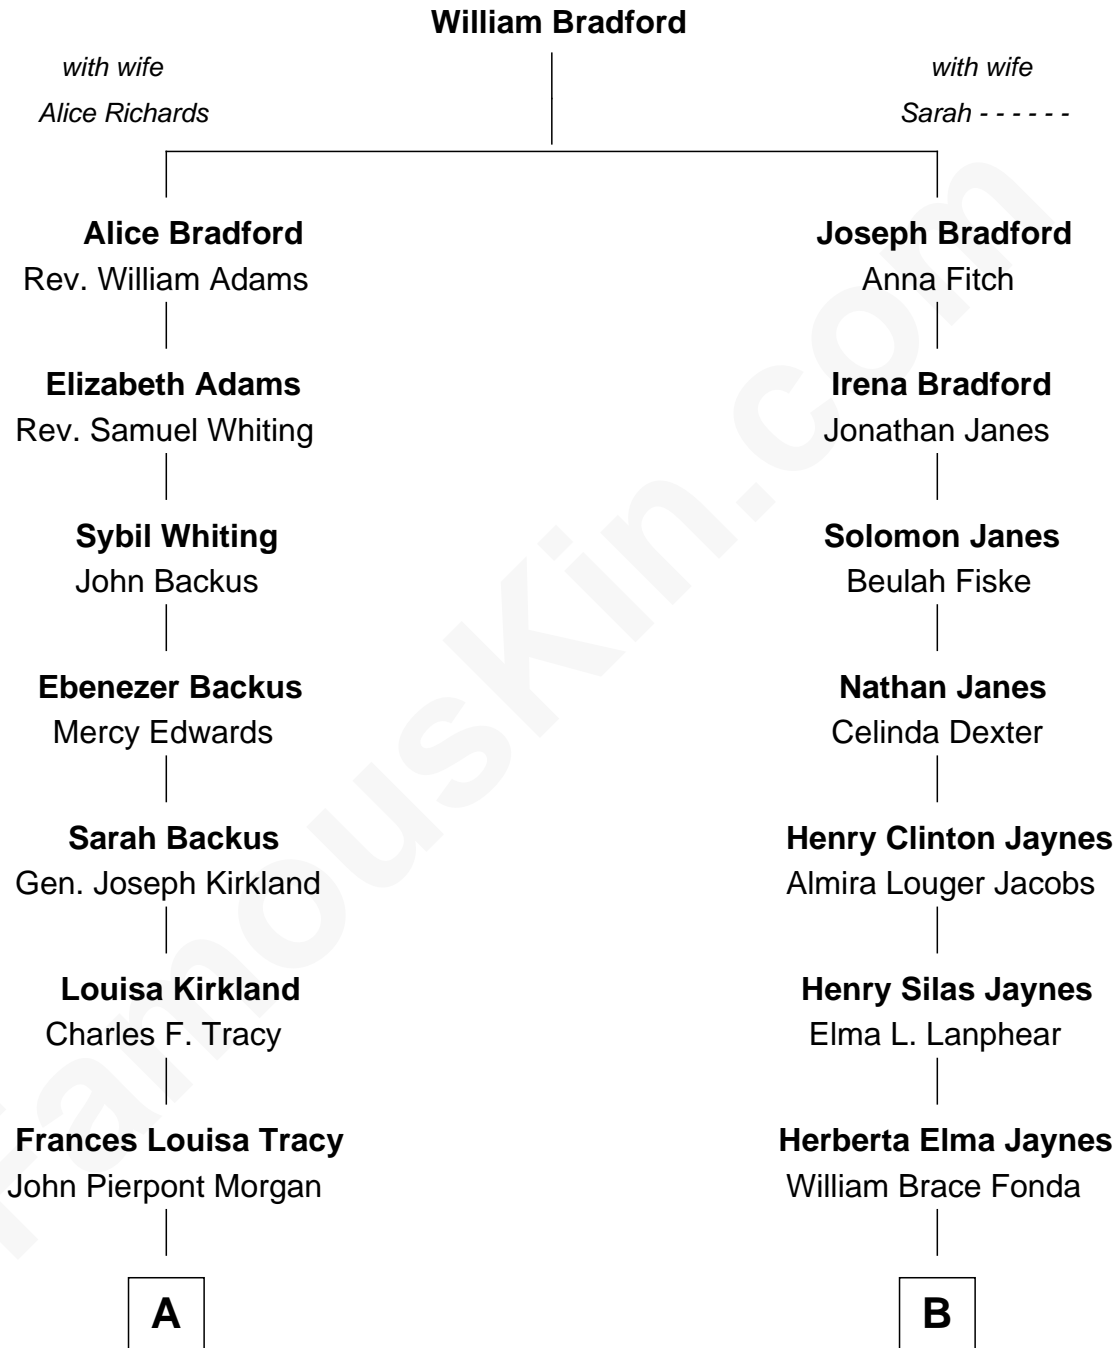 William Bradford
with wife
Alice Richards
with wife
Sarah - - - - - -
Alice Bradford
Rev. William Adams
Joseph Bradford
Anna Fitch
Elizabeth Adams
Rev. Samuel Whiting
Irena Bradford
Jonathan Janes
Sybil Whiting
John Backus
Solomon Janes
Beulah Fiske
Ebenezer Backus
Mercy Edwards
Nathan Janes
Celinda Dexter
Sarah Backus
Gen. Joseph Kirkland
Henry Clinton Jaynes
Almira Louger Jacobs
Louisa Kirkland
Charles F. Tracy
Henry Silas Jaynes
Elma L. Lanphear
Frances Louisa Tracy
John Pierpont Morgan
Herberta Elma Jaynes
William Brace Fonda
A
B
FamousKin.com